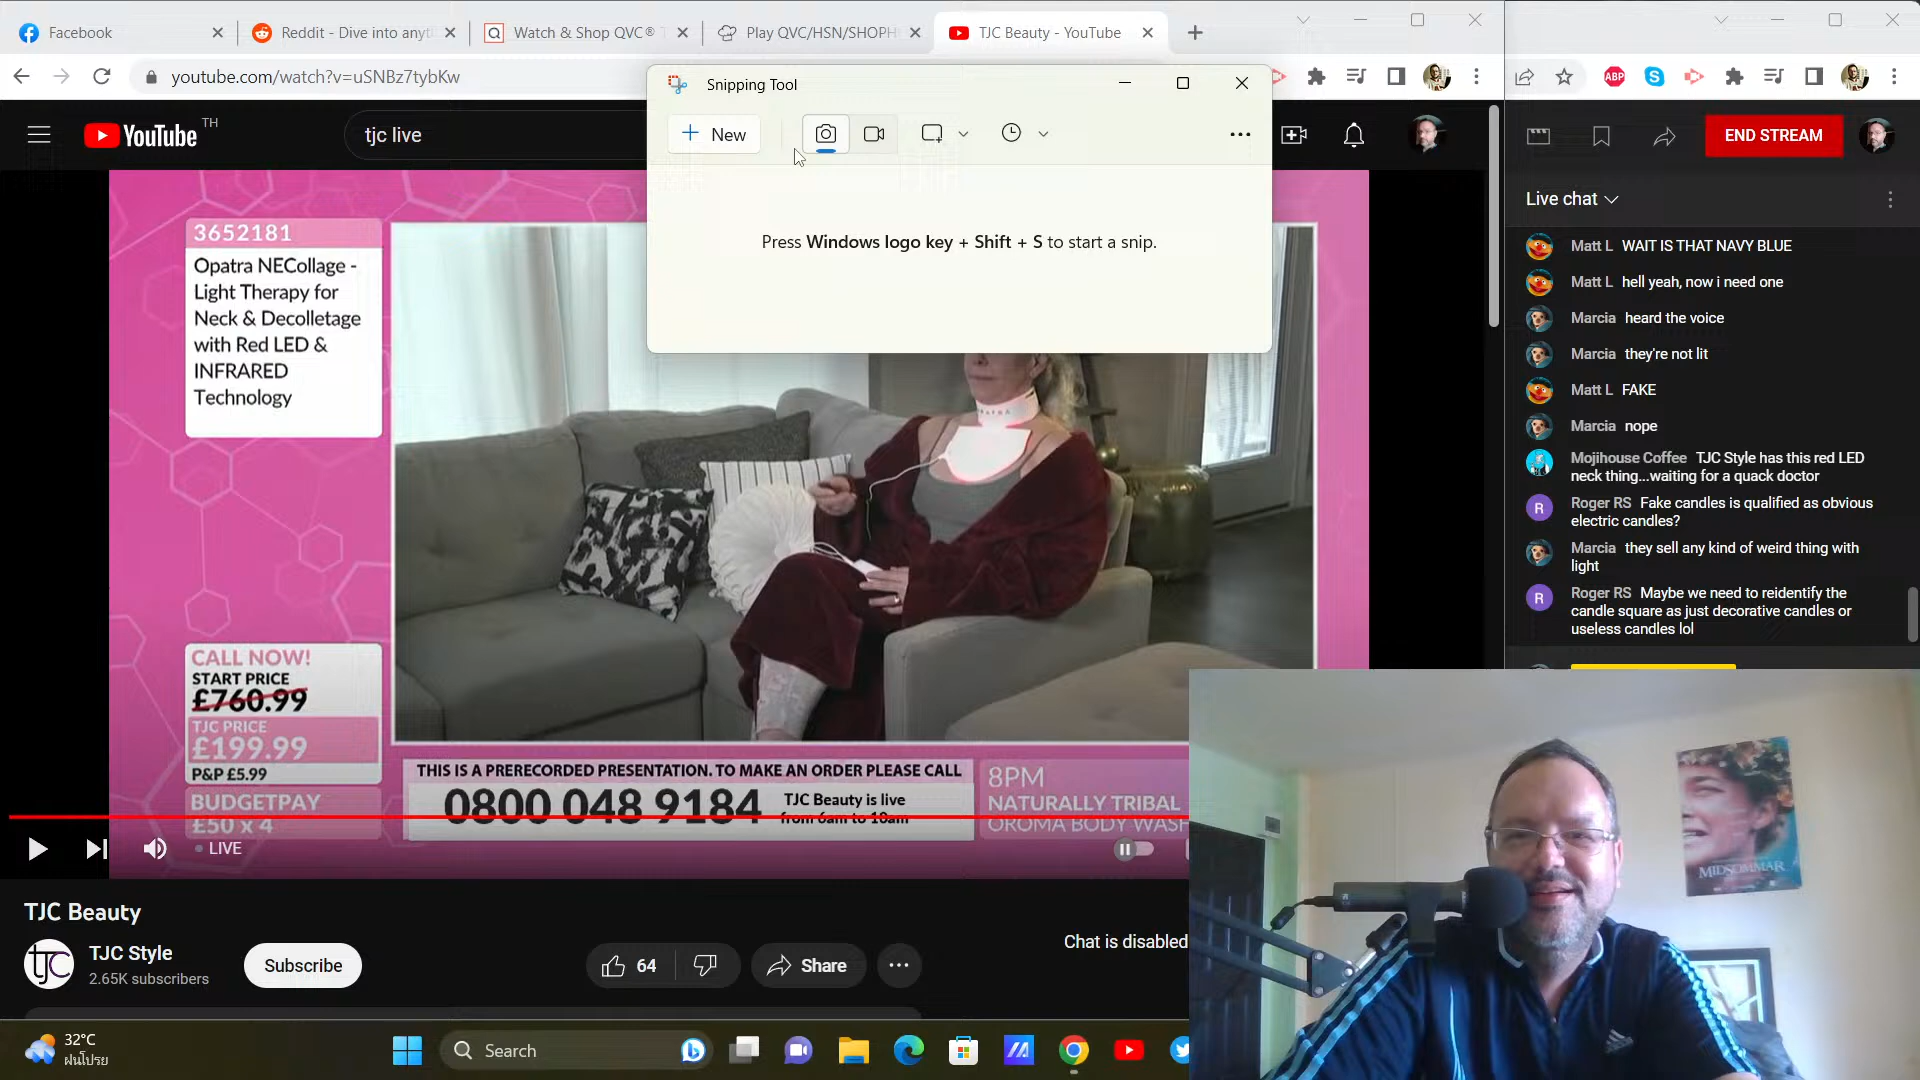 Facebook
Reddit - Dive into anyt
Watch & Shop QVC®
Play QVC/HSN/SHOPH
TJC Beauty - YouTube
youtube.com/watch?v=uSNBz7tybKw
Snipping Tool
New
Press Windows logo key + Shift + S to start a snip.
YouTube TH
tjc live
ABP
END STREAM
3652181
Opatra NECollage -
Light Therapy for
Neck & Decolletage
with Red LED &
INFRARED
Technology
CALL NOW!
START PRICE
£760.99
TJC PRICE
£199.99
P&P £5.99
BUDGETPAY
£50 x 4
THIS IS A PRERECORDED PRESENTATION. TO MAKE AN ORDER PLEASE CALL
0800 048 9184
TJC Beauty is live
from 6am to 10am
8PM
NATURALLY TRIBAL
OROMA BODY WASH
LIVE
TJC Beauty
tjc
TJC Style
2.65K subscribers
Subscribe
64
Share
Chat is disabled
Live chat
Matt L WAIT IS THAT NAVY BLUE
Matt L hell yeah, now i need one
Marcia heard the voice
Marcia they're not lit
Matt L FAKE
Marcia nope
Mojihouse Coffee TJC Style has this red LED
neck thing...waiting for a quack doctor
R
Roger RS Fake candles is qualified as obvious
electric candles?
Marcia they sell any kind of weird thing with
light
R
Roger RS Maybe we need to reidentify the
candle square as just decorative candles or
useless candles lol
MIDSOMMAR
32°C
ฝนโปรย
Search